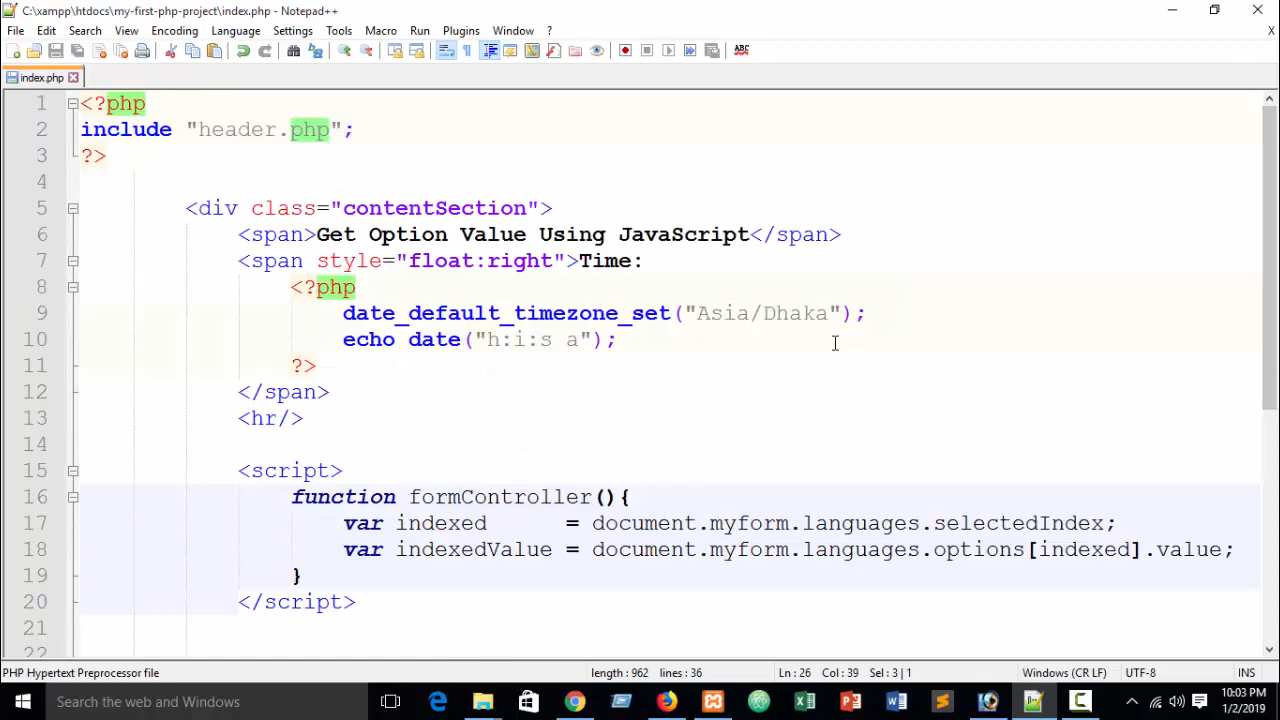 C:\xampp\htdocs\my-first-php-project\index.php - Notepad++
File Edit Search View Encoding Language Settings Tools Macro Run Plugins Window ? X
ABC
index.php
1 <?php
2 include "header.php";
3 ?>
4
5 <div class="contentSection">
6 <span>Get Option Value Using JavaScript</span>
7 <span style="float:right">Time:
8 <?php
9 date_default_timezone_set("Asia/Dhaka");
10 echo date("h:i:s a");
11 ?>
12 </span>
13 <hr/>
14
15 <script>
16 function formController(){
17 var indexed = document.myform.languages.selectedIndex;
18 var indexedValue = document.myform.languages.options[indexed].value;
19 }
20 </script>
21
22
PHP Hypertext Preprocessor file length : 962 lines : 36 Ln : 26 Col : 39 Sel : 3 | 1 Windows (CR LF) UTF-8 INS
Search the web and Windows
10:03 PM
1/2/2019